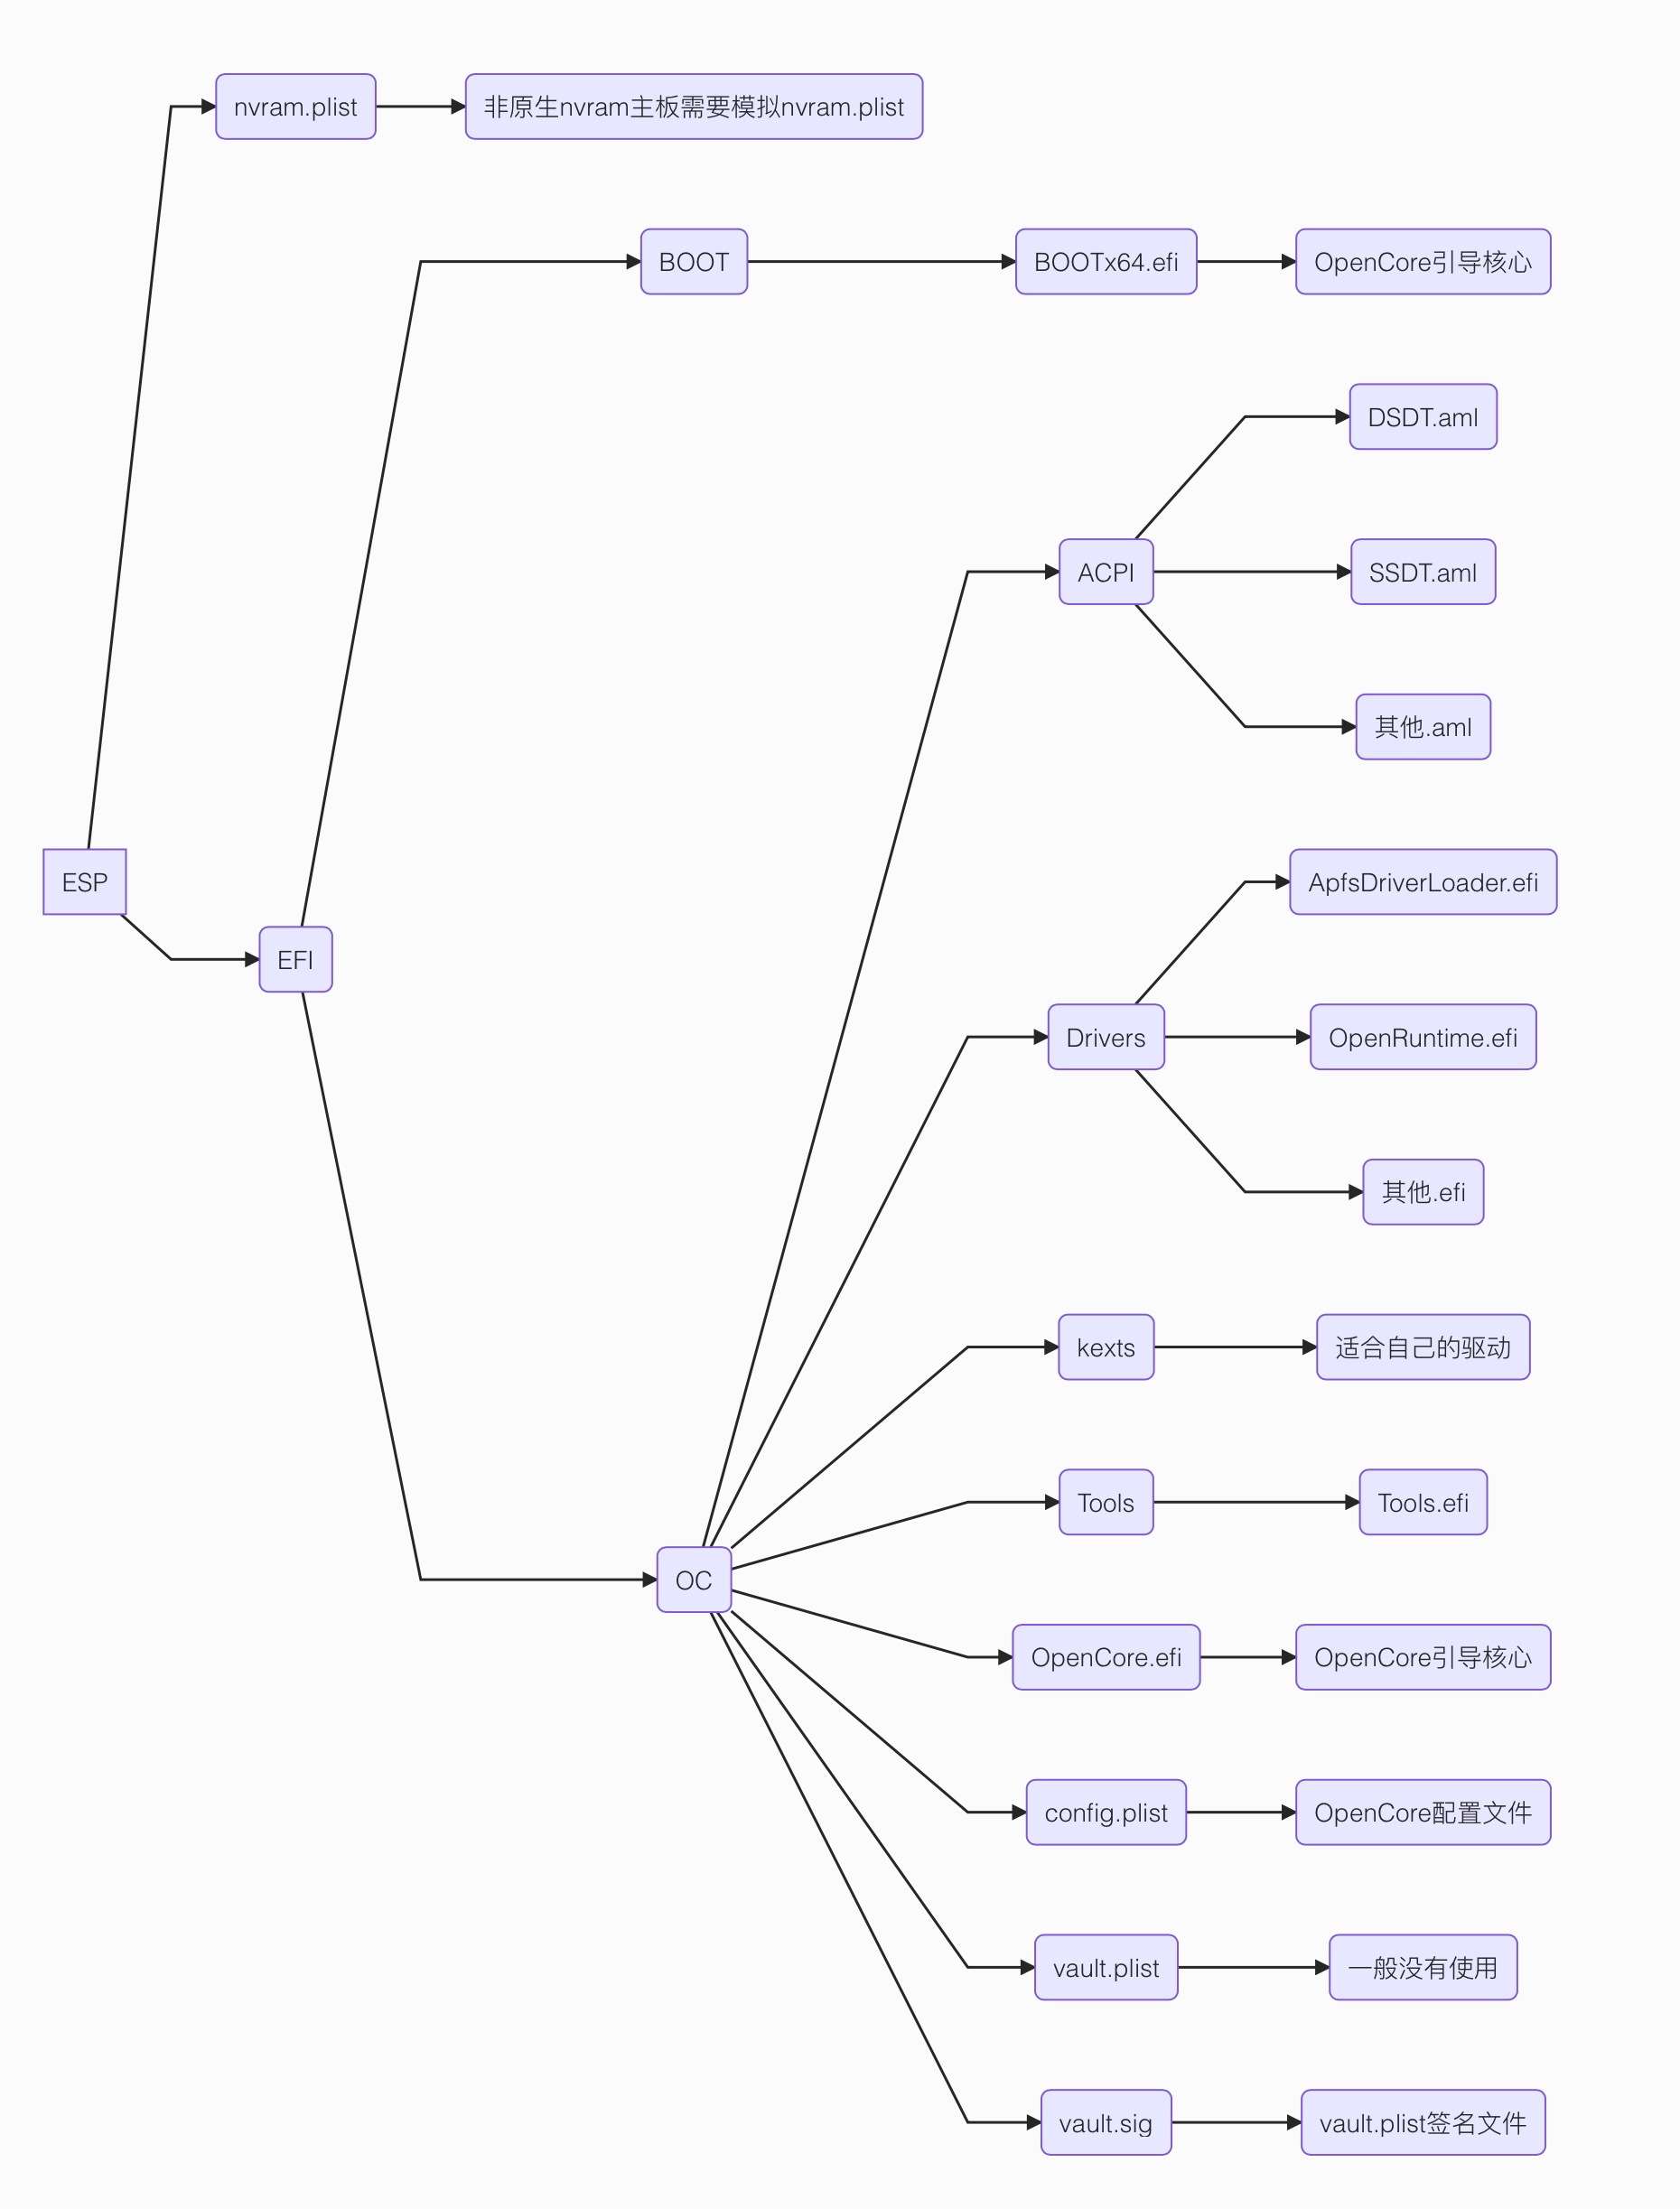 nvram.plist
非原生nvram主板需要模拟nvram.plist
BOOT
BOOTx64.efi
OpenCore引导核心
DSDT.aml
ACPI
SSDT.aml
其他.aml
ESP
ApfsDriverLoader.efi
EFI
Drivers
OpenRuntime.efi
其他.efi
kexts
适合自己的驱动
Tools
Tools.efi
OC
OpenCore.efi
OpenCore引导核心
config.plist
OpenCore配置文件
vault.plist
一般没有使用
vault.sig
vault.plist签名文件